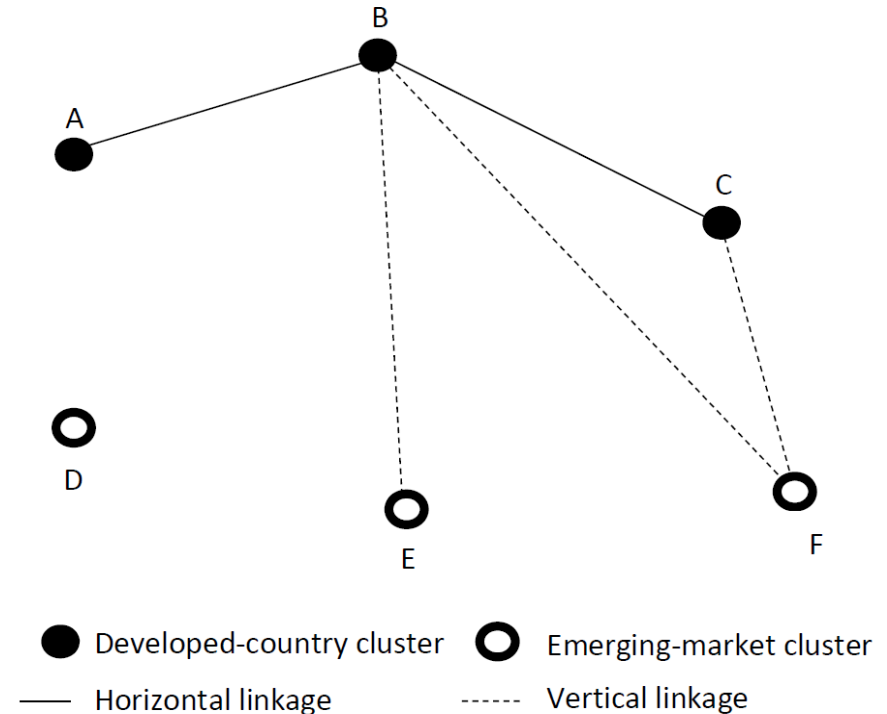 B
A
C
D
E
F
Developed-country cluster
Emerging-market cluster
Horizontal linkage
Vertical linkage